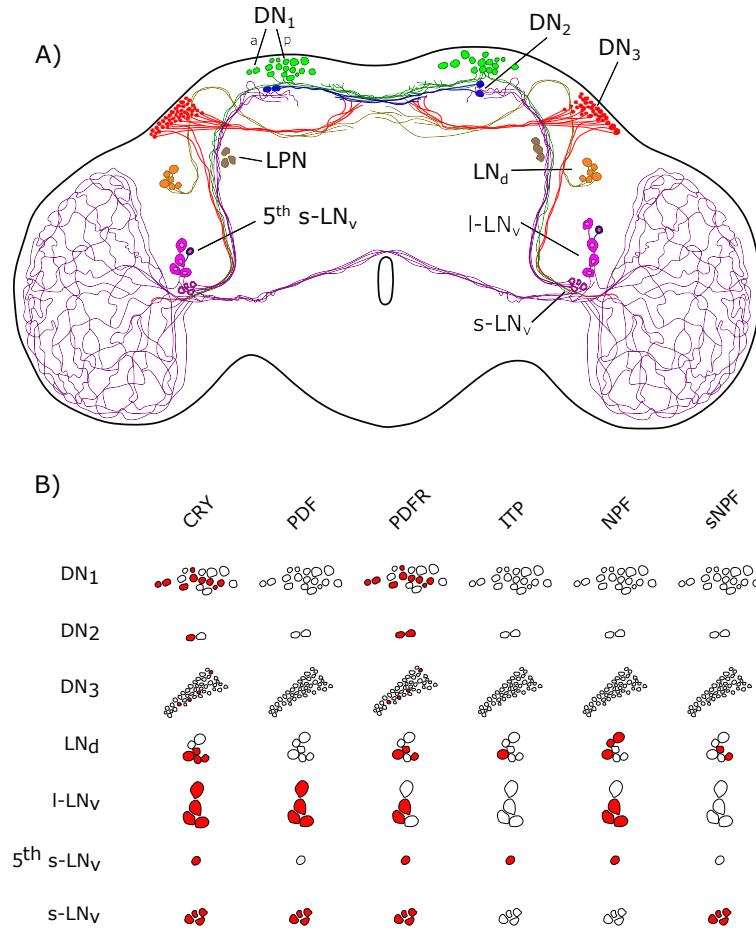 A)
DN1
a
p
DN2
DN3
LPN
LNd
5th s-LNv
l-LNv
s-LNv
B)
CRY
PDF
PDFR
ITP
NPF
sNPF
DN1
DN2
DN3
LNd
l-LNv
5th s-LNv
s-LNv